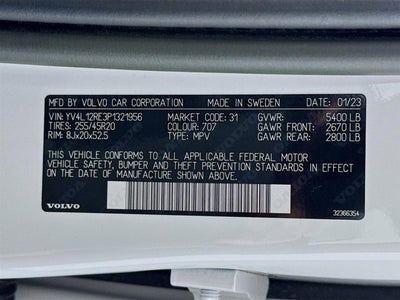 MFD BY VOLVO CAR CORPORATION MADE IN SWEDEN 01/23
VIN: YV4L12RE3P1321956 MARKET CODE: 31 GVWR: 5400 LB
TIRES: 255/45R20 COLOUR: 707 GAWR FRONT: 2670 LB
RIM: 8Jx20x52.5 TYPE: MPV GAWR REAR: 2800 LB
THIS VEHICLE CONFORMS TO ALL APPLICABLE FEDERAL MOTOR
VEHICLE SAFETY, BUMPER AND THEFT PREVENTION STANDARDS IN EFFECT
ON THE DATE OF MANUFACTURE SHOWN ABOVE.
VOLVO 32366354